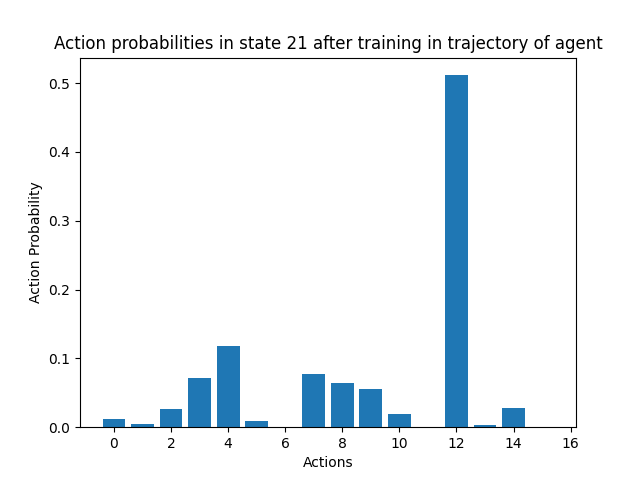 Action probabilities in state 21 after training in trajectory of agent
Action Probability
0.5
0.4
0.3
0.2
0.1
0.0
0 2 4 6 8 10 12 14 16
Actions